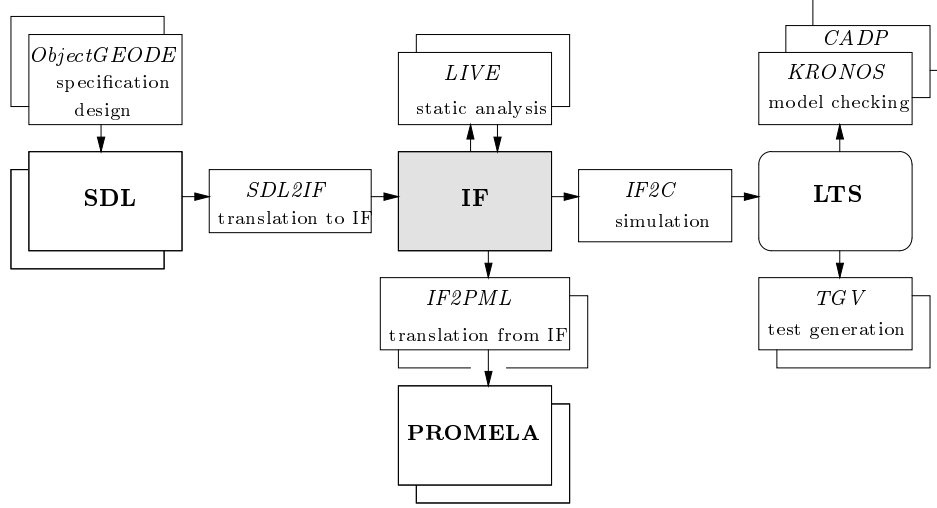 ObjectGEODE
specification
design
LIVE
static analysis
CADP
KRONOS
model checking
SDL
SDL2IF
translation to IF
IF
IF2C
simulation
LTS
IF2PML
translation from IF
TGV
test generation
PROMELA